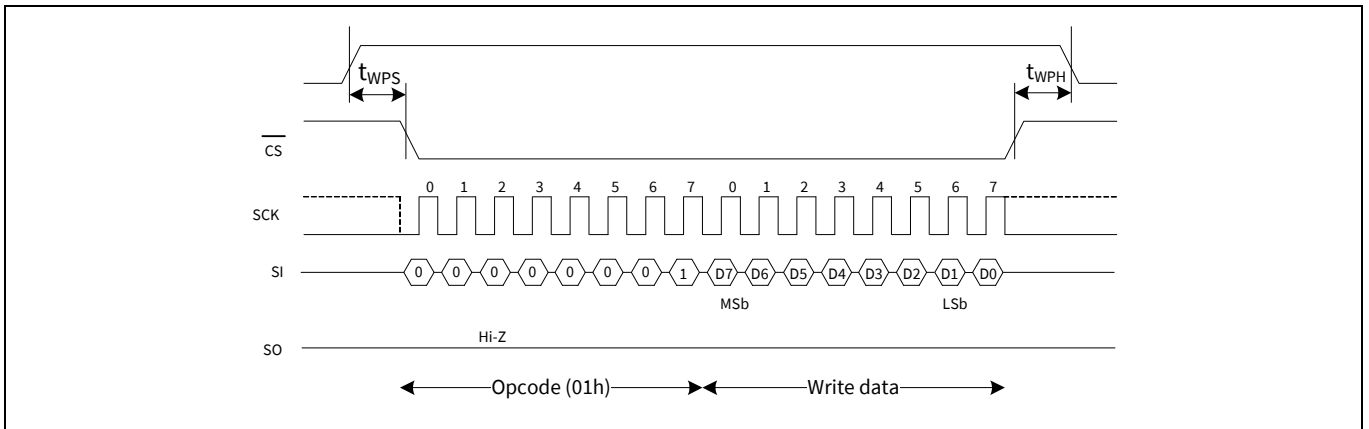 tWPS
tWPH
CS
0 1 2 3 4 5 6 7 0 1 2 3 4 5 6 7
SCK
SI 0 0 0 0 0 0 0 1 D7 D6 D5 D4 D3 D2 D1 D0
MSb LSb
Hi-Z
SO
Opcode (01h) Write data